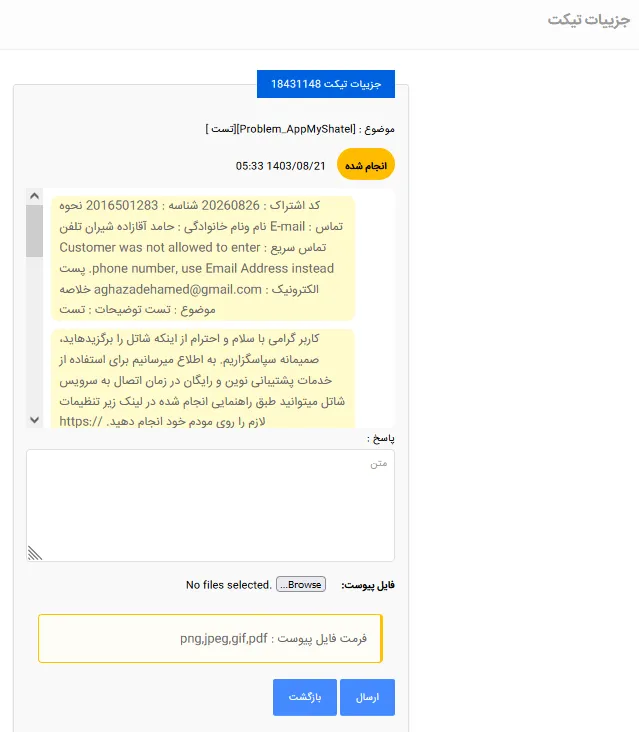 جزییات تیکت
جزییات تیکت 18431148
موضوع : [Problem_AppMyShatel][تست ]
انجام شده 1403/08/21 05:33
کد اشتراک : 20260826 شناسه : 2016501283 نحوه
تماس : E-mail نام ونام خانوادگی : حامد آقازاده شیران تلفن
تماس سریع : Customer was not allowed to enter
phone number, use Email Address instead. پست
الکترونیک : aghazadehamed@gmail.com خلاصه
موضوع : تست توضیحات : تست
کاربر گرامی با سلام و احترام از اینکه شاتل را برگزیدهاید،
صمیمانه سپاسگزاریم. به اطلاع میرسانیم برای استفاده از
خدمات پشتیبانی نوین و رایگان در زمان اتصال به سرویس
شاتل میتوانید طبق راهنمایی انجام شده در لینک زیر تنظیمات
لازم را روی مودم خود انجام دهید. https://
پاسخ :
متن
فایل پیوست: Browse... No files selected.
فرمت فایل پیوست : png,jpeg,gif,pdf
ارسال بازگشت